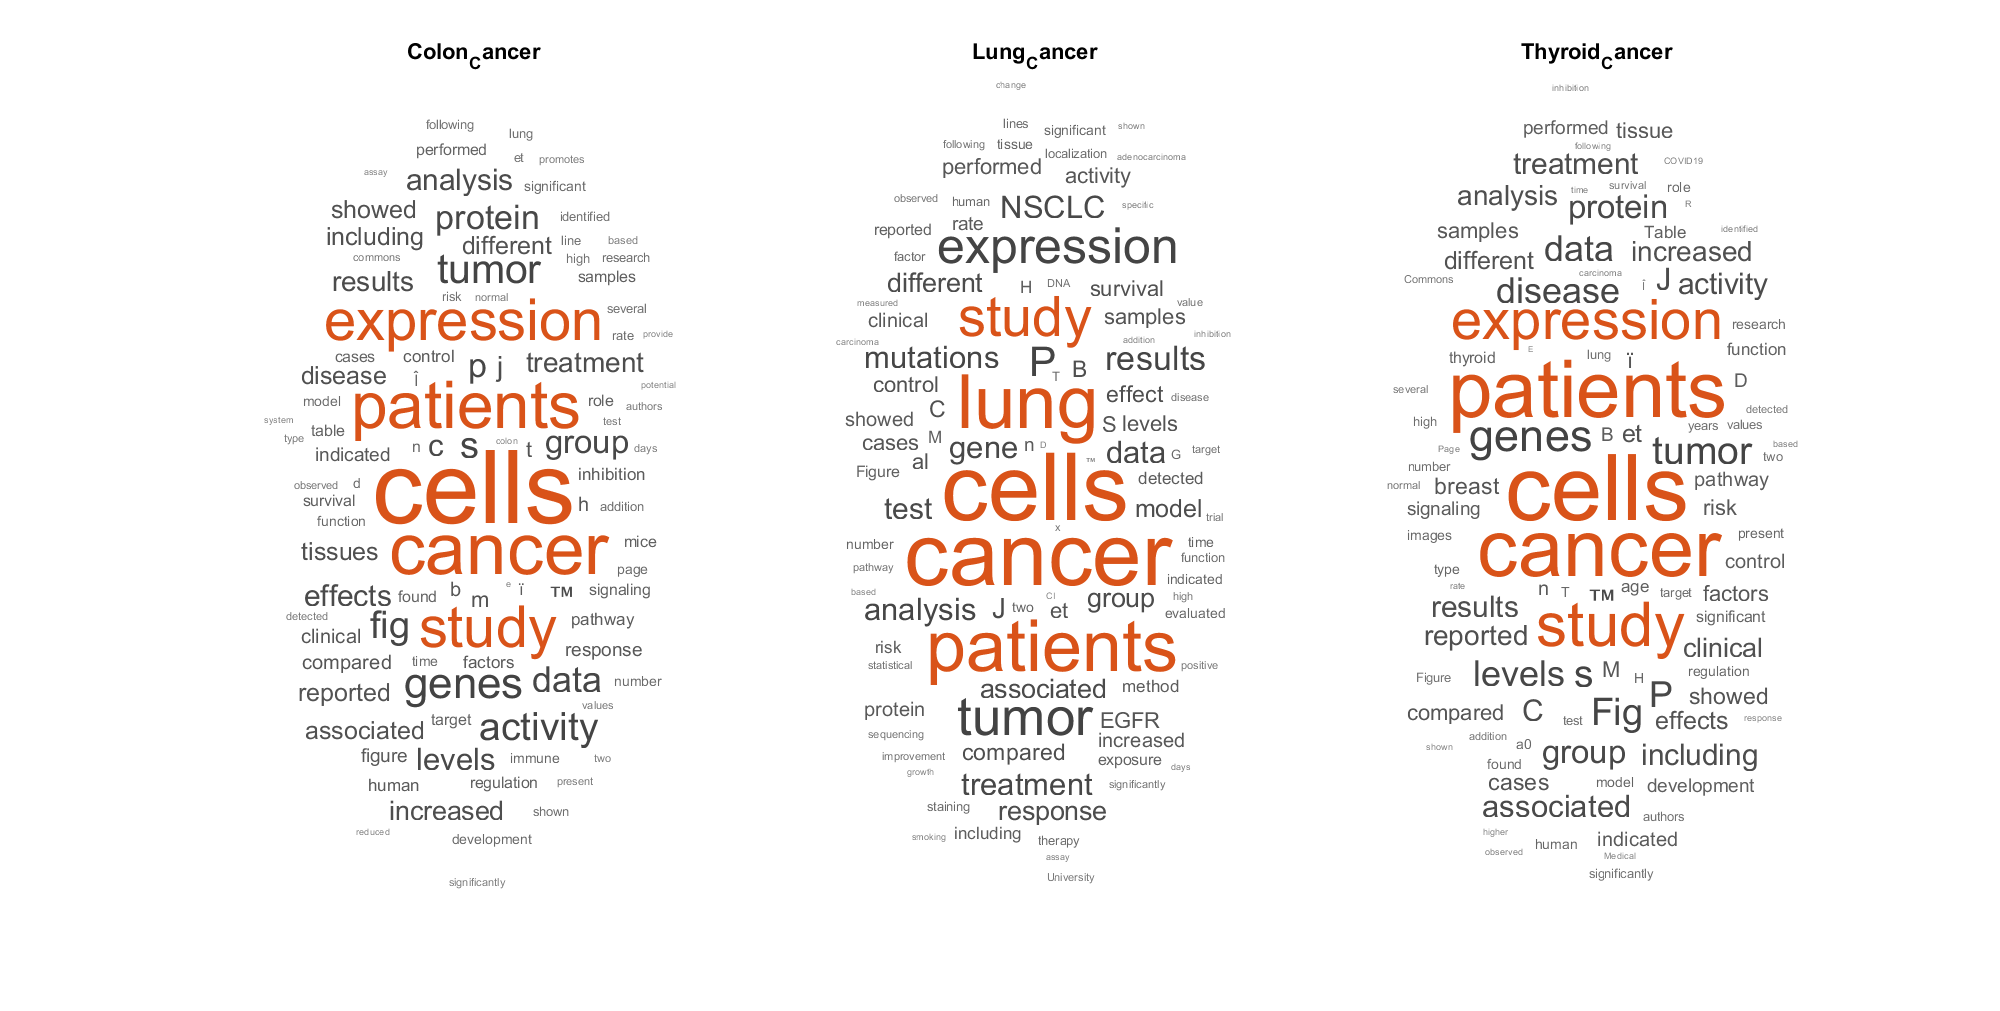 Colon_Cancer
following
lung
performed et promotes
assay analysis significant
showed protein identified
including different line based
commons high research
results tumor samples
risk normal
expression several
rate provide
cases control p j treatment
disease Î potential
model patients role authors
system test
type table n c s colon t group days
indicated
cells inhibition
observed d
survival h addition
function
tissues cancer mice
page
effects found b m e ï ™ signaling
detected
clinical fig study pathway
response
compared time factors
reported genes data number
values
associated target activity
figure levels immune two
human regulation present
increased shown
reduced
development
significantly
Lung_Cancer
change
lines significant shown
following tissue localization adenocarcinoma
performed activity
observed human NSCLC specific
reported rate
factor expression
different H DNA survival
measured value
clinical study samples
carcinoma addition inhibition
mutations P T B results
control lung effect disease
showed C S levels
cases M gene n D data G target
Figure al ™
cells detected
test model trial
x
number cancer time
pathway function
indicated
based CI high
analysis J two et group evaluated
risk patients
statistical positive
associated method
protein tumor EGFR
sequencing increased
improvement compared exposure
growth days
treatment significantly
staining response
smoking including therapy
assay
University
Thyroid_Cancer
inhibition
performed tissue
following
treatment COVID19
analysis time survival role
protein R
samples Table identified
different data increased
Commons carcinoma
disease î J activity
expression research
thyroid E lung ï function
several patients D
high detected
genes B et years values
Page tumor based
number two
normal breast cells pathway
signaling risk
images cancer present
type control
rate n T ™ age target factors
results study significant
reported clinical
Figure levels s M H regulation
P showed
compared C test Fig effects response
shown addition a0
found group including
cases model development
associated authors
higher
observed human indicated
Medical
significantly